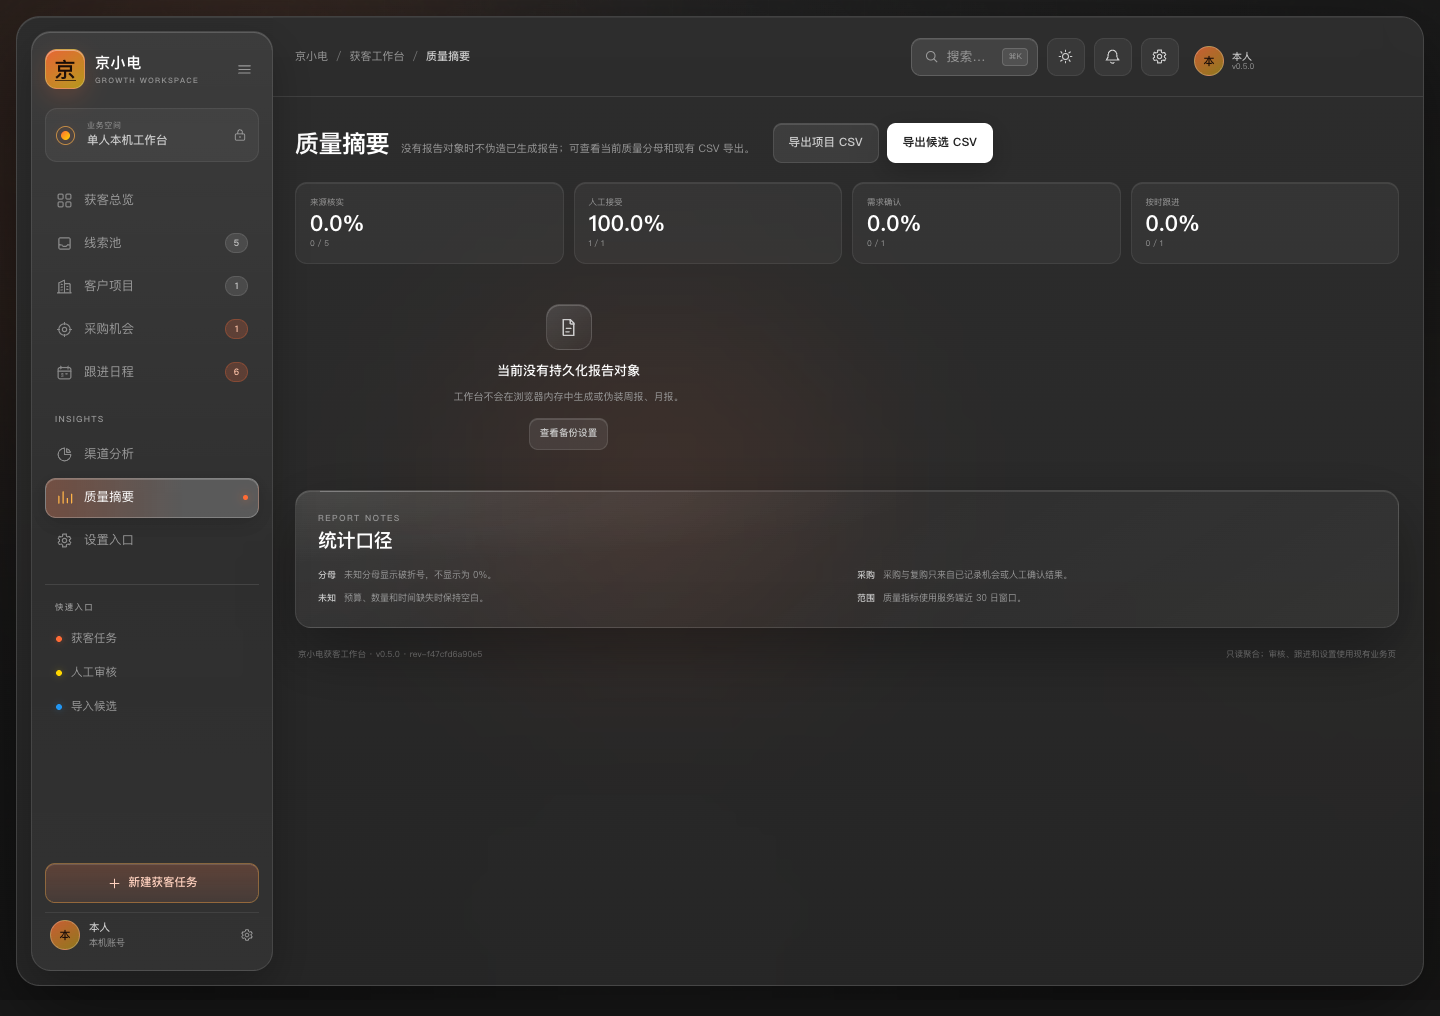 京
京小电
GROWTH WORKSPACE
业务空间
单人本机工作台
获客总览
线索池
5
客户项目
1
采购机会
1
跟进日程
6
INSIGHTS
渠道分析
质量摘要
设置入口
快速入口
获客任务
人工审核
导入候选
新建获客任务
本
本人
本机账号
京小电 / 获客工作台 / 质量摘要
搜索...
⌘K
本
本人
v0.5.0
质量摘要
没有报告对象时不伪造已生成报告；可查看当前质量分母和现有 CSV 导出。
导出项目 CSV
导出候选 CSV
来源核实
0.0%
0 / 5
人工接受
100.0%
1 / 1
需求确认
0.0%
0 / 1
按时跟进
0.0%
0 / 1
当前没有持久化报告对象
工作台不会在浏览器内存中生成或伪装周报、月报。
查看备份设置
REPORT NOTES
统计口径
分母 未知分母显示破折号，不显示为 0%。
采购 采购与复购只来自已记录机会或人工确认结果。
未知 预算、数量和时间缺失时保持空白。
范围 质量指标使用服务端近 30 日窗口。
京小电获客工作台 · v0.5.0 · rev-f47cfd6a90e5
只读聚合；审核、跟进和设置使用现有业务页